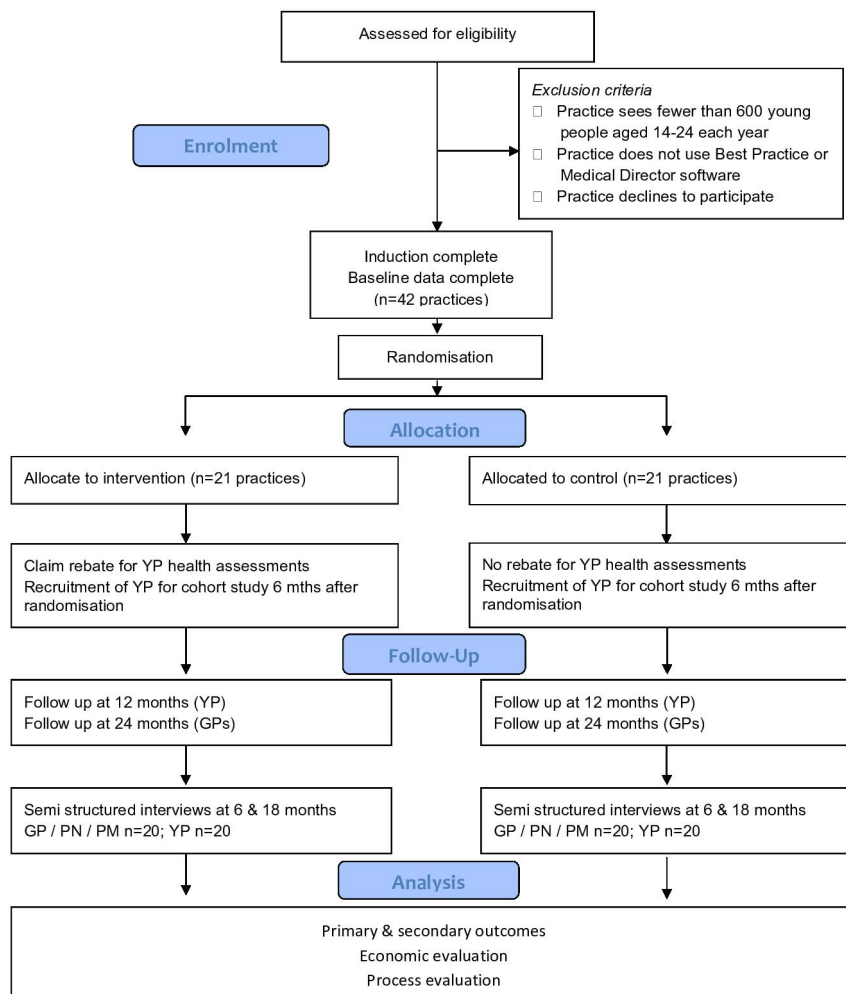 Assessed for eligibility
Exclusion criteria
□ Practice sees fewer than 600 young
people aged 14-24 each year
□ Practice does not use Best Practice or
Medical Director software
□ Practice declines to participate
Enrolment
Induction complete
Baseline data complete
(n=42 practices)
Randomisation
Allocation
Allocate to intervention (n=21 practices)
Allocated to control (n=21 practices)
Claim rebate for YP health assessments
Recruitment of YP for cohort study 6 mths after
randomisation
No rebate for YP health assessments
Recruitment of YP for cohort study 6 mths after
randomisation
Follow-Up
Follow up at 12 months (YP)
Follow up at 24 months (GPs)
Follow up at 12 months (YP)
Follow up at 24 months (GPs)
Semi structured interviews at 6 & 18 months
GP / PN / PM n=20; YP n=20
Semi structured interviews at 6 & 18 months
GP / PN / PM n=20; YP n=20
Analysis
Primary & secondary outcomes
Economic evaluation
Process evaluation